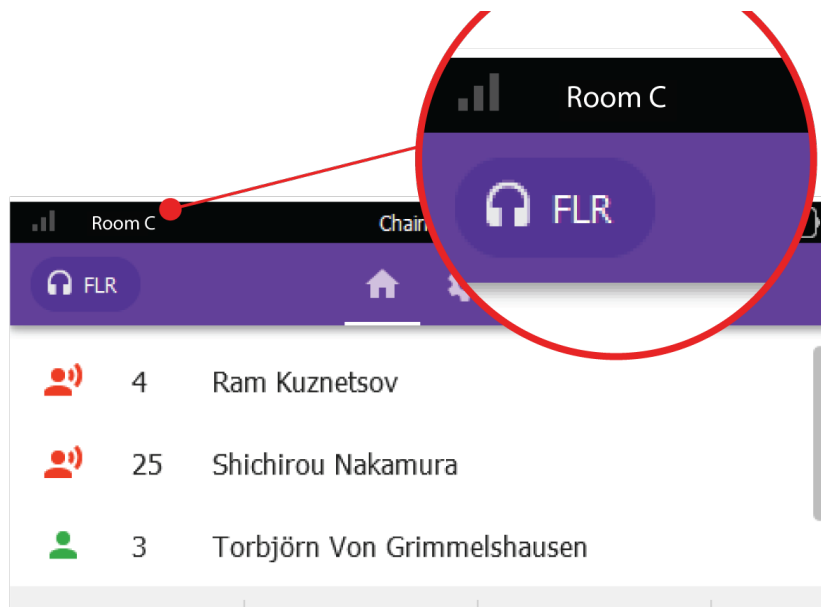 Room C
FLR
Room C
FLR
4 Ram Kuznetsov
25 Shichirou Nakamura
3 Torbjörn Von Grimmelshausen